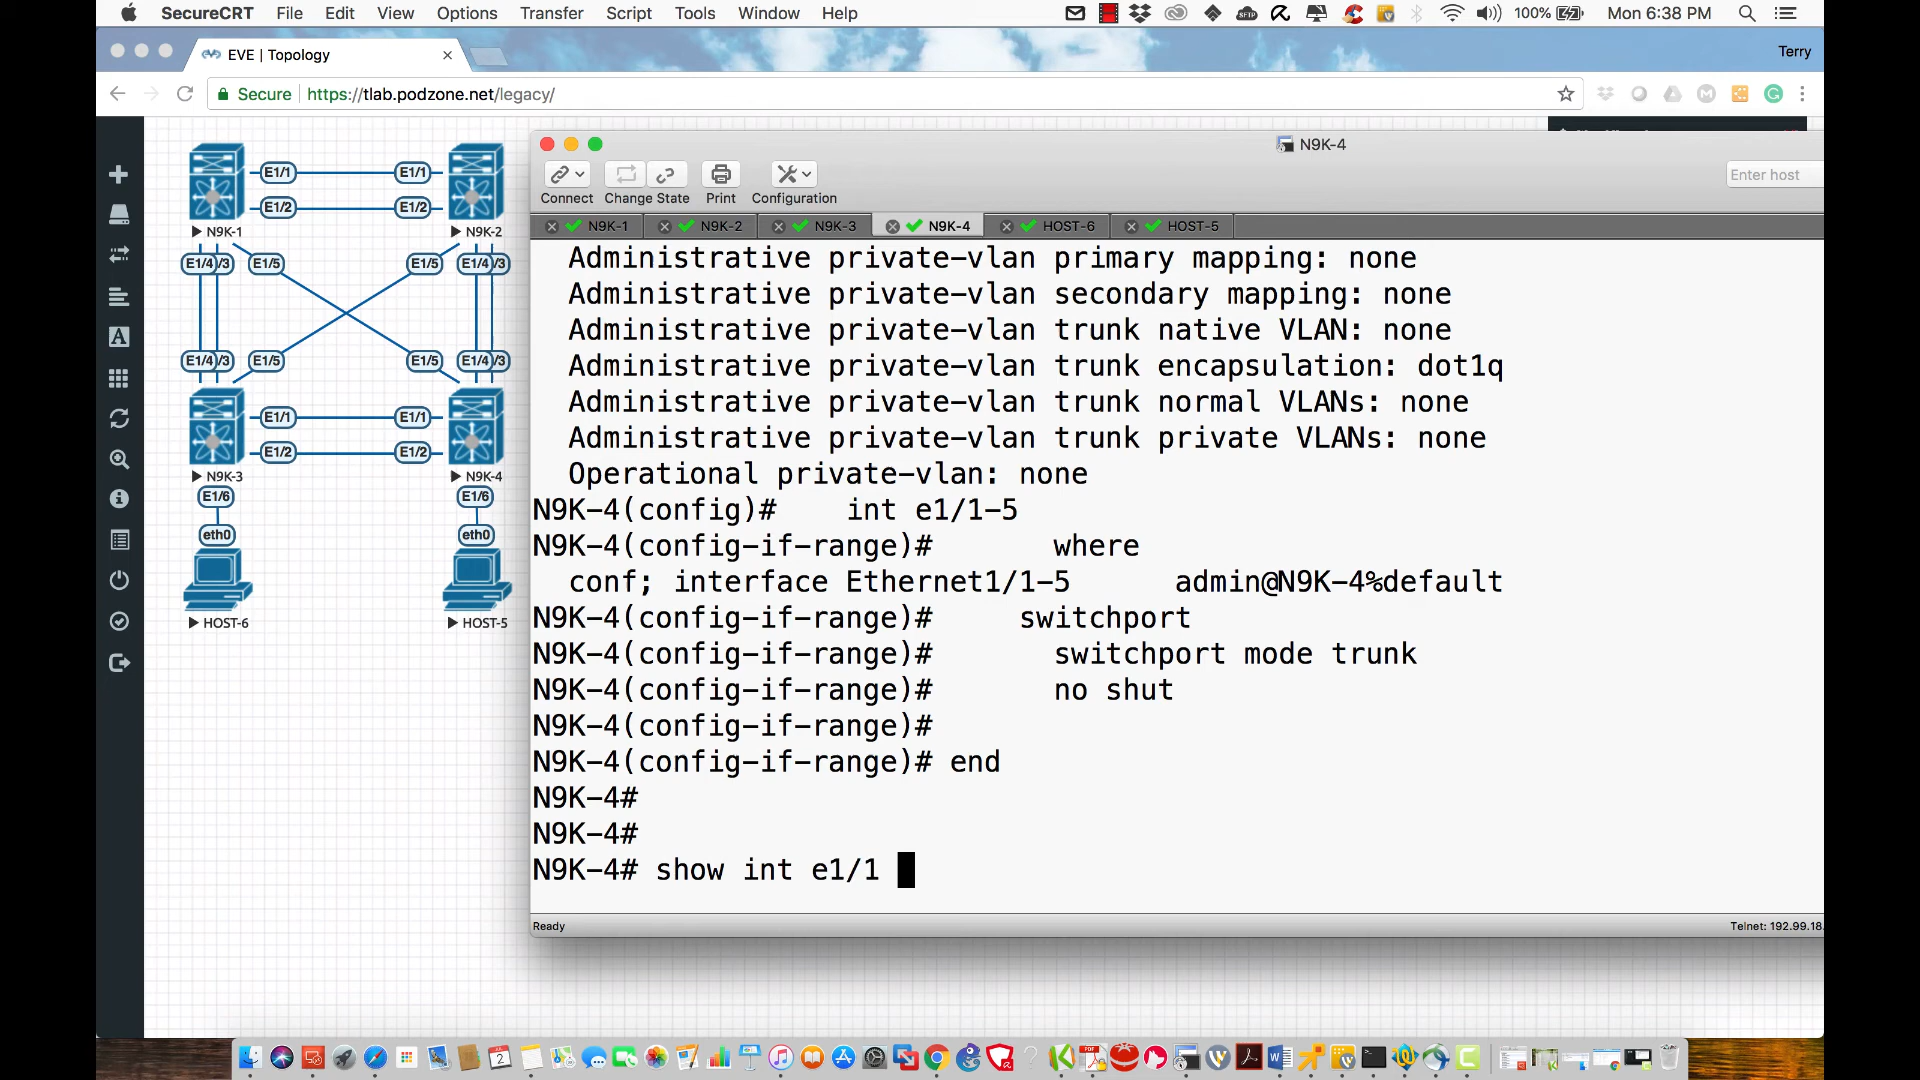 SecureCRT File Edit View Options Transfer Script Tools Window Help 100% Mon 6:38 PM
EVE | Topology
Terry
Secure https://tlab.podzone.net/legacy/
N9K-4
Connect Change State Print Configuration
Enter host
N9K-1 N9K-2 N9K-3 N9K-4 HOST-6 HOST-5
E1/1 E1/1
E1/2 E1/2
N9K-1 N9K-2
E1/4 /3 E1/5 E1/5 E1/4 /3
E1/4 /3 E1/5 E1/5 E1/4 /3
E1/1 E1/1
E1/2 E1/2
N9K-3 N9K-4
E1/6 E1/6
eth0 eth0
HOST-6 HOST-5
Administrative private-vlan primary mapping: none
Administrative private-vlan secondary mapping: none
Administrative private-vlan trunk native VLAN: none
Administrative private-vlan trunk encapsulation: dot1q
Administrative private-vlan trunk normal VLANs: none
Administrative private-vlan trunk private VLANs: none
Operational private-vlan: none
N9K-4(config)#    int e1/1-5
N9K-4(config-if-range)#       where
conf; interface Ethernet1/1-5      admin@N9K-4%default
N9K-4(config-if-range)#     switchport
N9K-4(config-if-range)#       switchport mode trunk
N9K-4(config-if-range)#       no shut
N9K-4(config-if-range)#
N9K-4(config-if-range)# end
N9K-4#
N9K-4#
N9K-4# show int e1/1
Ready
Telnet: 192.99.18.